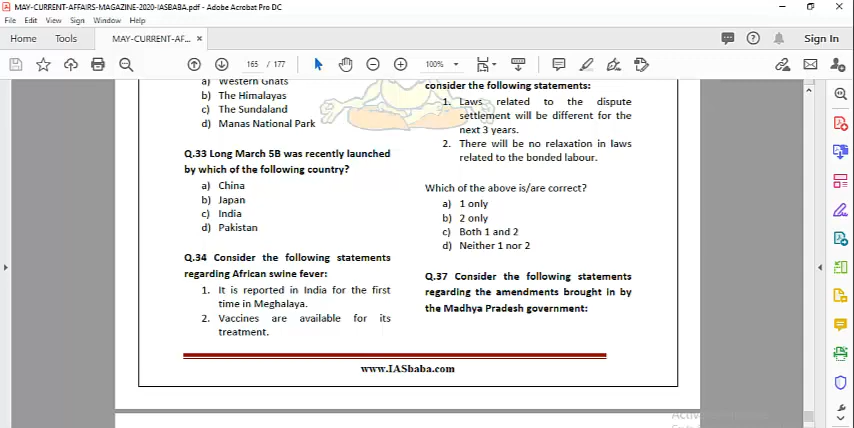 MAY-CURRENT-AFFAIRS-MAGAZINE-2020-IASBABA.pdf - Adobe Acrobat Pro DC
File Edit View Sign Window Help
Home Tools MAY-CURRENT-AF... × Sign In
165 / 177 100%
a) Western Ghats
b) The Himalayas
c) The Sundaland
d) Manas National Park
Q.33 Long March 5B was recently launched
by which of the following country?
a) China
b) Japan
c) India
d) Pakistan
Q.34 Consider the following statements
regarding African swine fever:
1. It is reported in India for the first
time in Meghalaya.
2. Vaccines are available for its
treatment.
consider the following statements:
1. Laws related to the dispute
settlement will be different for the
next 3 years.
2. There will be no relaxation in laws
related to the bonded labour.
Which of the above is/are correct?
a) 1 only
b) 2 only
c) Both 1 and 2
d) Neither 1 nor 2
Q.37 Consider the following statements
regarding the amendments brought in by
the Madhya Pradesh government:
www.IASbaba.com